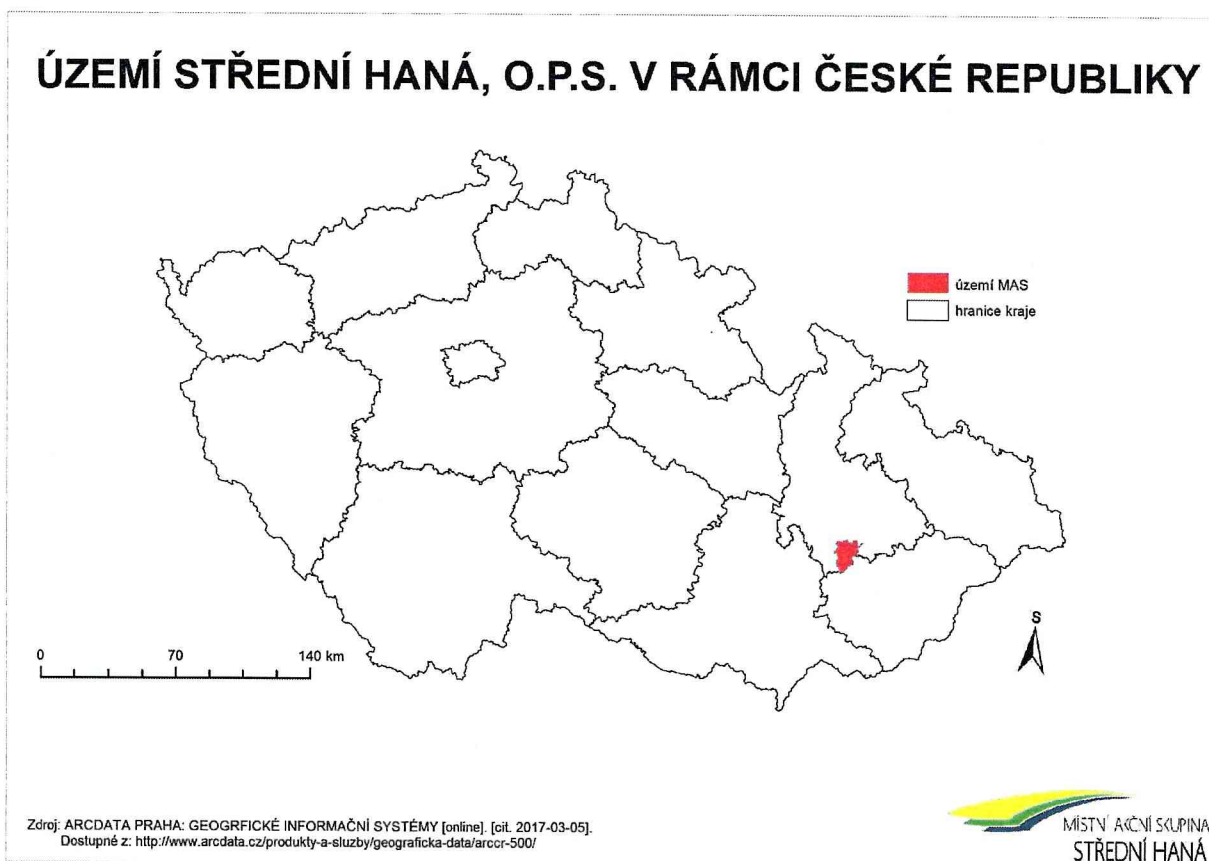 ÚZEMÍ STŘEDNÍ HANÁ, O.P.S. V RÁMCI ČESKÉ REPUBLIKY
území MAS
hranice kraje
S
0 70 140 km
Zdroj: ARCDATA PRAHA: GEOGRFICKÉ INFORMAČNÍ SYSTÉMY [online]. [cit. 2017-03-05].
Dostupné z: http://www.arcdata.cz/produkty-a-sluzby/geograficka-data/arccr-500/
MÍSTNÍ AKČNÍ SKUPINA
STŘEDNÍ HANÁ